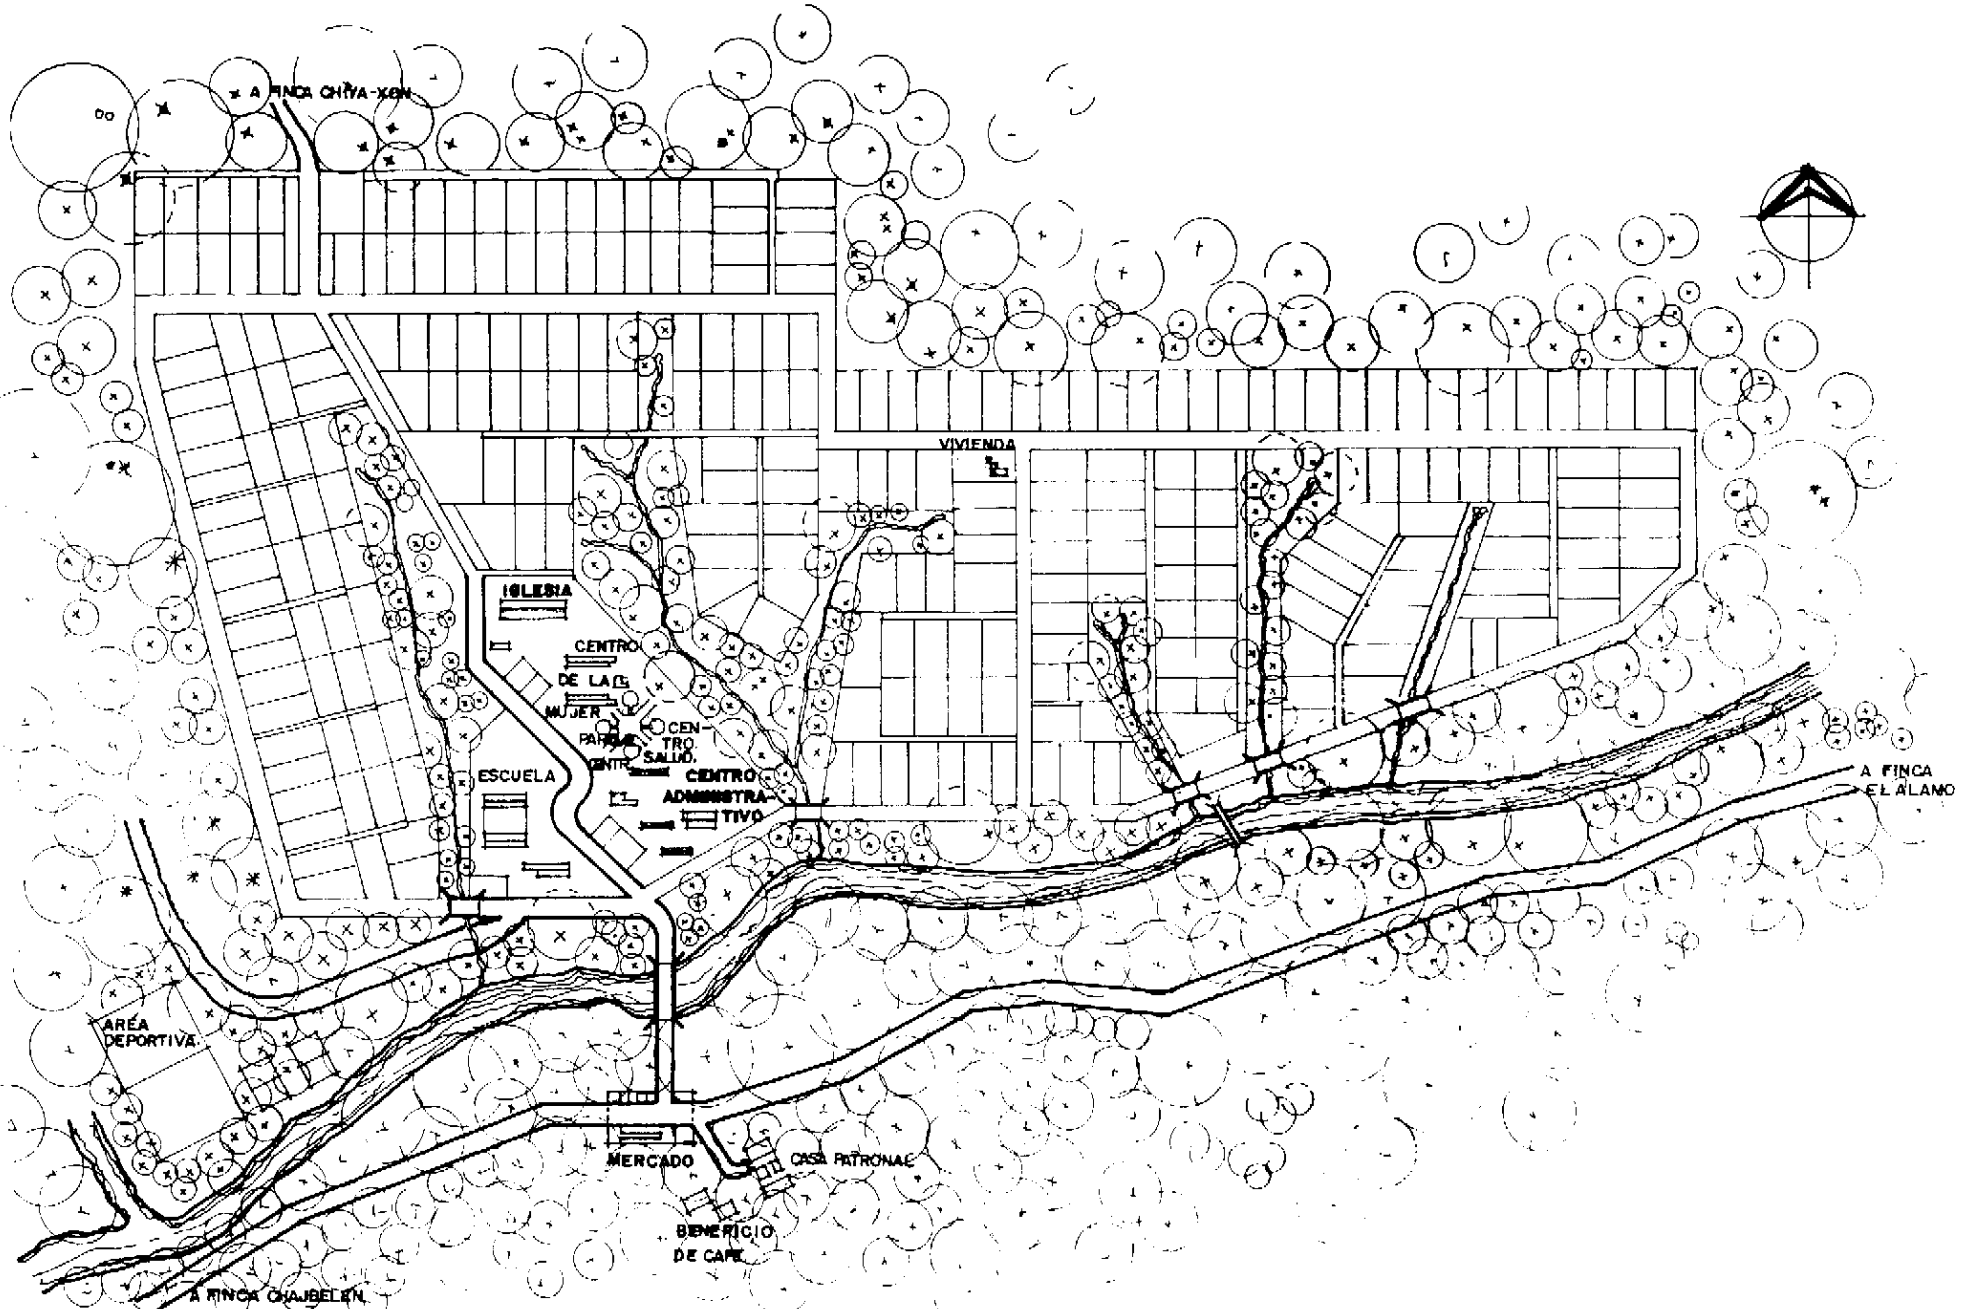 A FINCA CHIYA-XON
VIVIENDA
IGLESIA
CENTRO
DE LA
MUJER
PARQUE
CEN-
TRO.
SALUD.
ESCUELA
CENTRO
ADMINISTRA-
TIVO
A FINCA
EL ALAMO
AREA
DEPORTIVA
MERCADO
CASA PATRONAL
BENEFICIO
DE CAFE
A FINCA CHAJBELEN